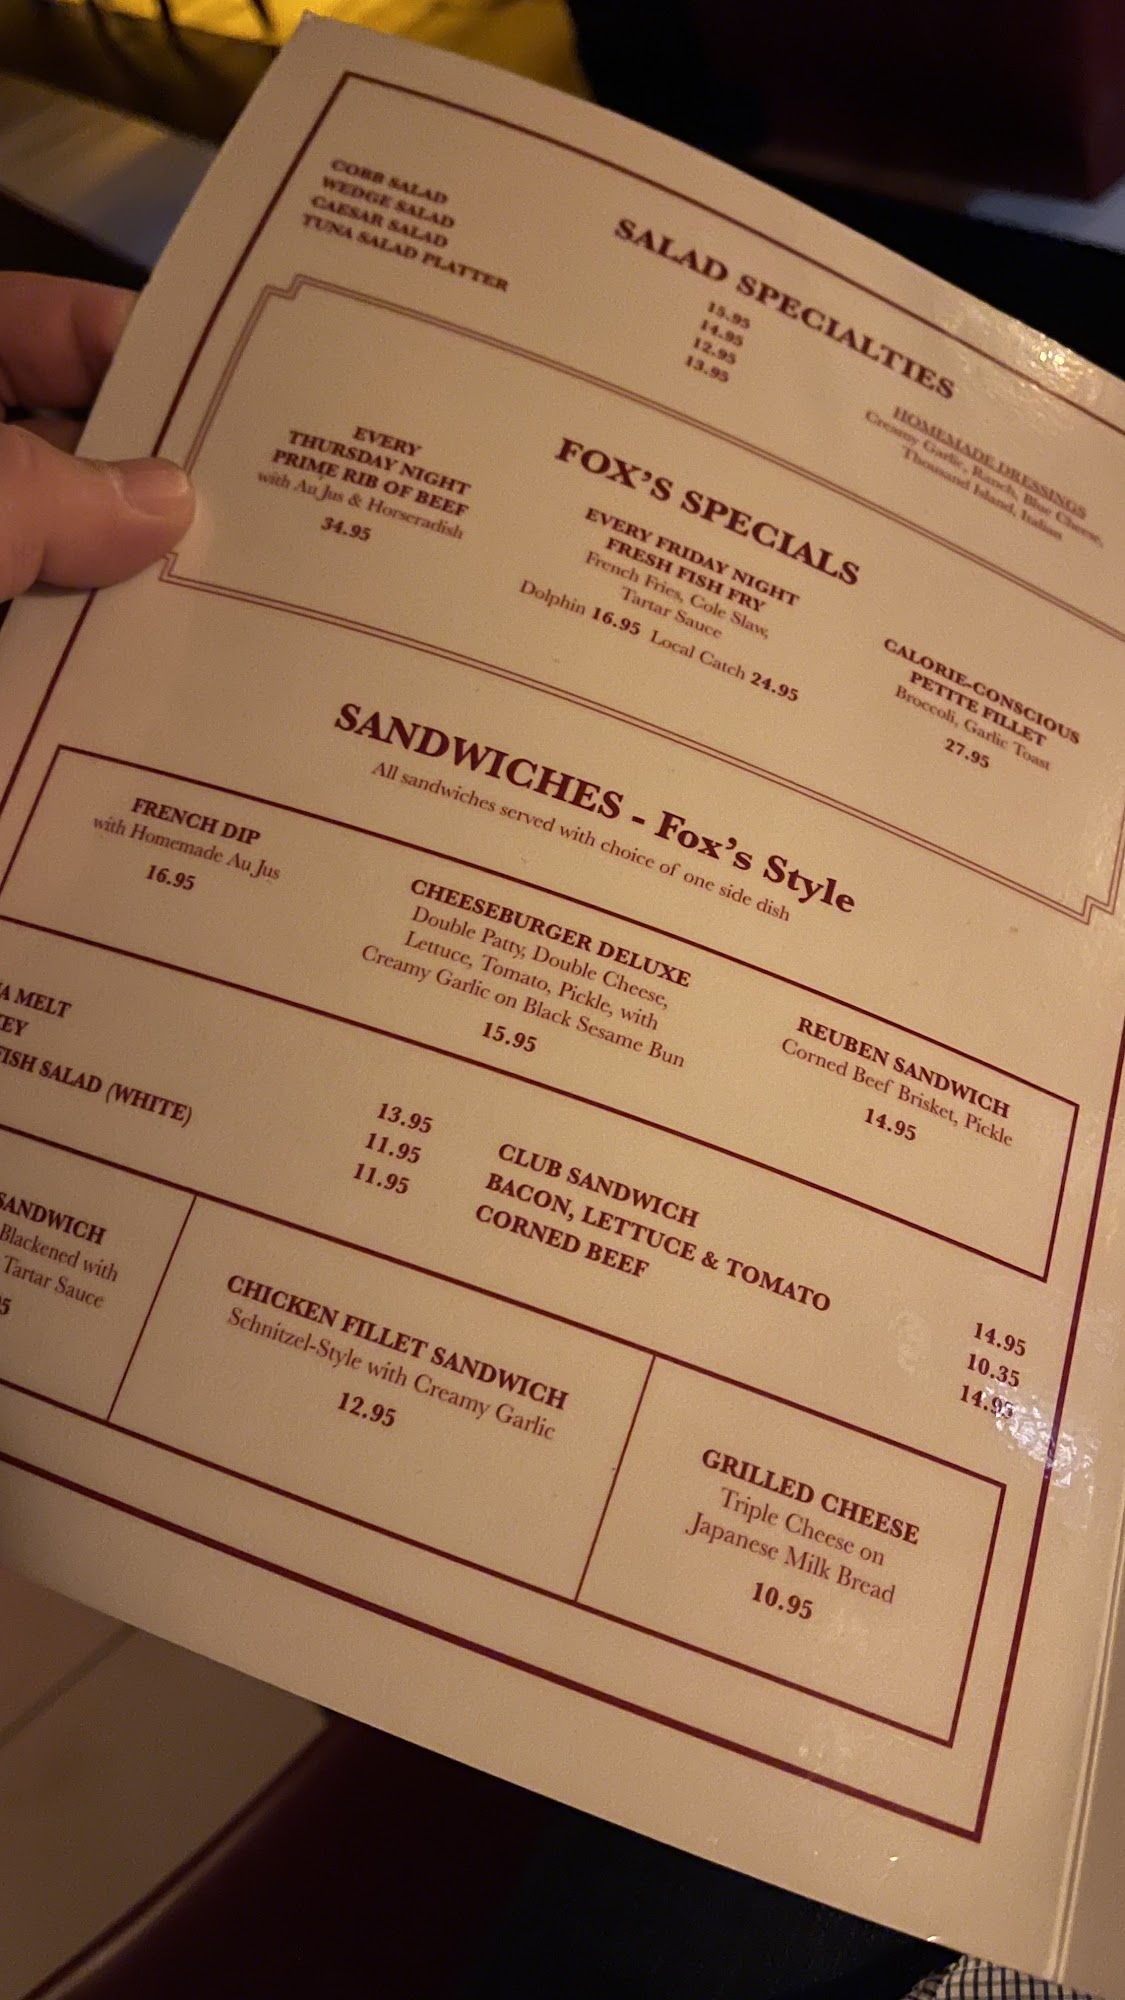 SALAD SPECIALTIES
COBB SALAD 15.95
WEDGE SALAD 14.95
CAESAR SALAD 12.95
TUNA SALAD PLATTER 13.95
HOMEMADE DRESSINGS
Creamy Garlic, Ranch, Blue Cheese,
Thousand Island, Italian
FOX'S SPECIALS
EVERY
THURSDAY NIGHT
PRIME RIB OF BEEF
with Au Jus & Horseradish
34.95
EVERY FRIDAY NIGHT
FRESH FISH FRY
French Fries, Cole Slaw,
Tartar Sauce
Dolphin 16.95 Local Catch 24.95
CALORIE-CONSCIOUS
PETITE FILLET
Broccoli, Garlic Toast
27.95
SANDWICHES - Fox's Style
All sandwiches served with choice of one side dish
FRENCH DIP
with Homemade Au Jus
16.95
CHEESEBURGER DELUXE
Double Patty, Double Cheese,
Lettuce, Tomato, Pickle, with
Creamy Garlic on Black Sesame Bun
15.95
REUBEN SANDWICH
Corned Beef Brisket, Pickle
14.95
MELT 13.95
11.95
FISH SALAD (WHITE) 11.95
CLUB SANDWICH 14.95
BACON, LETTUCE & TOMATO 10.35
CORNED BEEF 14.95
SANDWICH
Blackened with
Tartar Sauce
CHICKEN FILLET SANDWICH
Schnitzel-Style with Creamy Garlic
12.95
GRILLED CHEESE
Triple Cheese on
Japanese Milk Bread
10.95